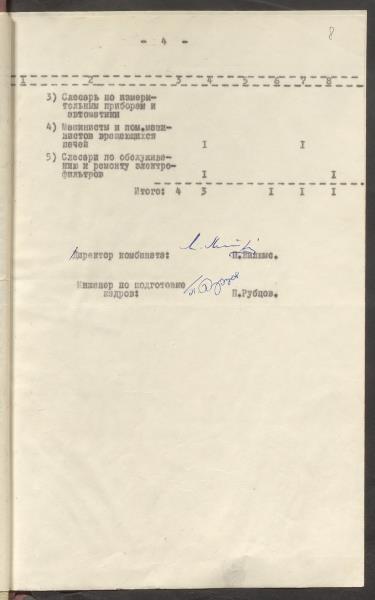 8
- 4 -
1 2 3 4 5 6 7 8
3) Слесарь по измери-
тельным приборам и
автоматики
4) Машинисты и пом.маши-
нистов вращающихся
печей I I
5) Слесари по обслужива-
нию и ремонту электро-
фильтров I I
Итого: 4 3 I I I
Директор комбината:
Инженер по подготовке
кадров: П.Рубцов.